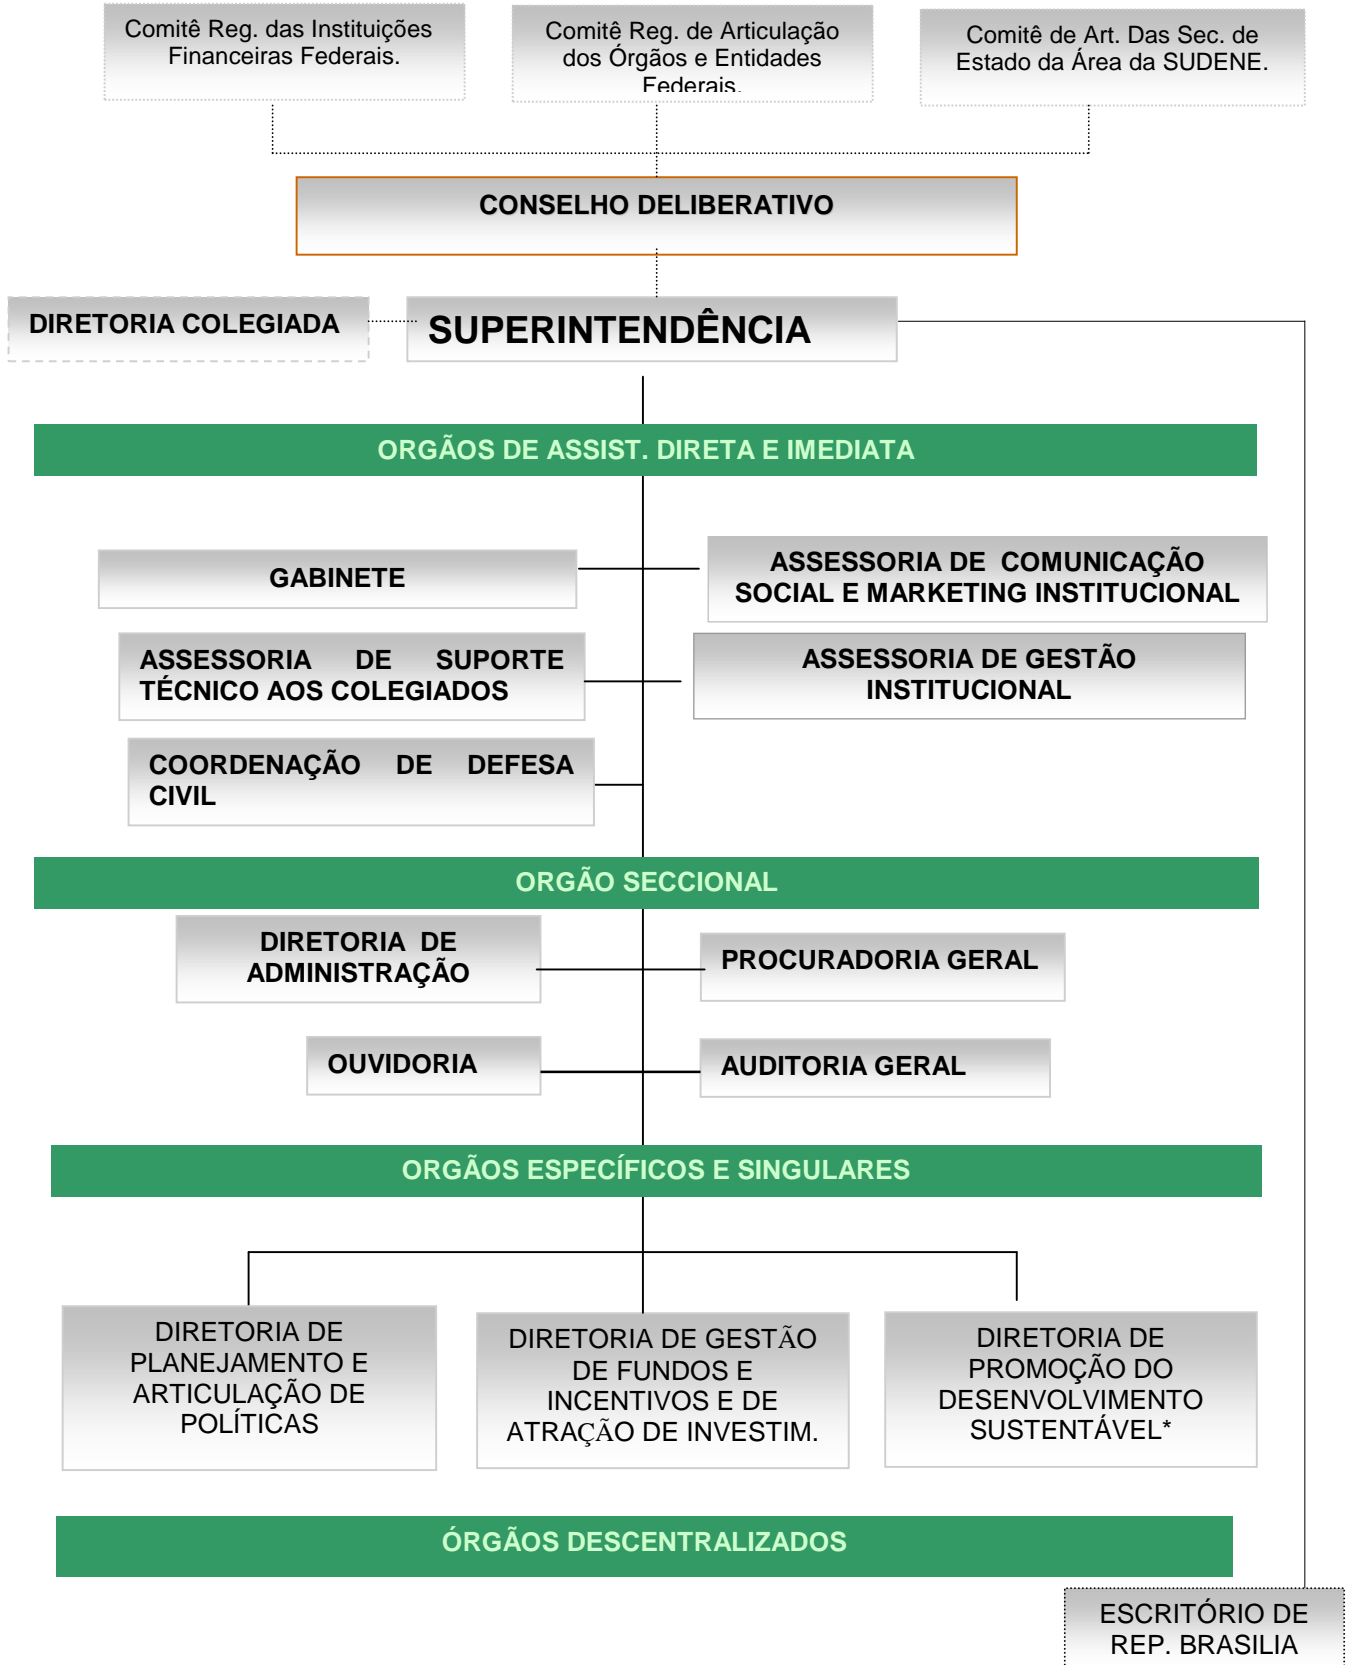 Comitê Reg. das Instituições
Financeiras Federais.
Comitê Reg. de Articulação
dos Órgãos e Entidades
Federais.
Comitê de Art. Das Sec. de
Estado da Área da SUDENE.
CONSELHO DELIBERATIVO
DIRETORIA COLEGIADA
SUPERINTENDÊNCIA
ORGÃOS DE ASSIST. DIRETA E IMEDIATA
GABINETE
ASSESSORIA DE COMUNICAÇÃO
SOCIAL E MARKETING INSTITUCIONAL
ASSESSORIA DE SUPORTE
TÉCNICO AOS COLEGIADOS
ASSESSORIA DE GESTÃO
INSTITUCIONAL
COORDENAÇÃO DE DEFESA
CIVIL
ORGÃO SECCIONAL
DIRETORIA DE
ADMINISTRAÇÃO
PROCURADORIA GERAL
OUVIDORIA
AUDITORIA GERAL
ORGÃOS ESPECÍFICOS E SINGULARES
DIRETORIA DE
PLANEJAMENTO E
ARTICULAÇÃO DE
POLÍTICAS
DIRETORIA DE GESTÃO
DE FUNDOS E
INCENTIVOS E DE
ATRAÇÃO DE INVESTIM.
DIRETORIA DE
PROMOÇÃO DO
DESENVOLVIMENTO
SUSTENTÁVEL*
ÓRGÃOS DESCENTRALIZADOS
ESCRITÓRIO DE
REP. BRASILIA